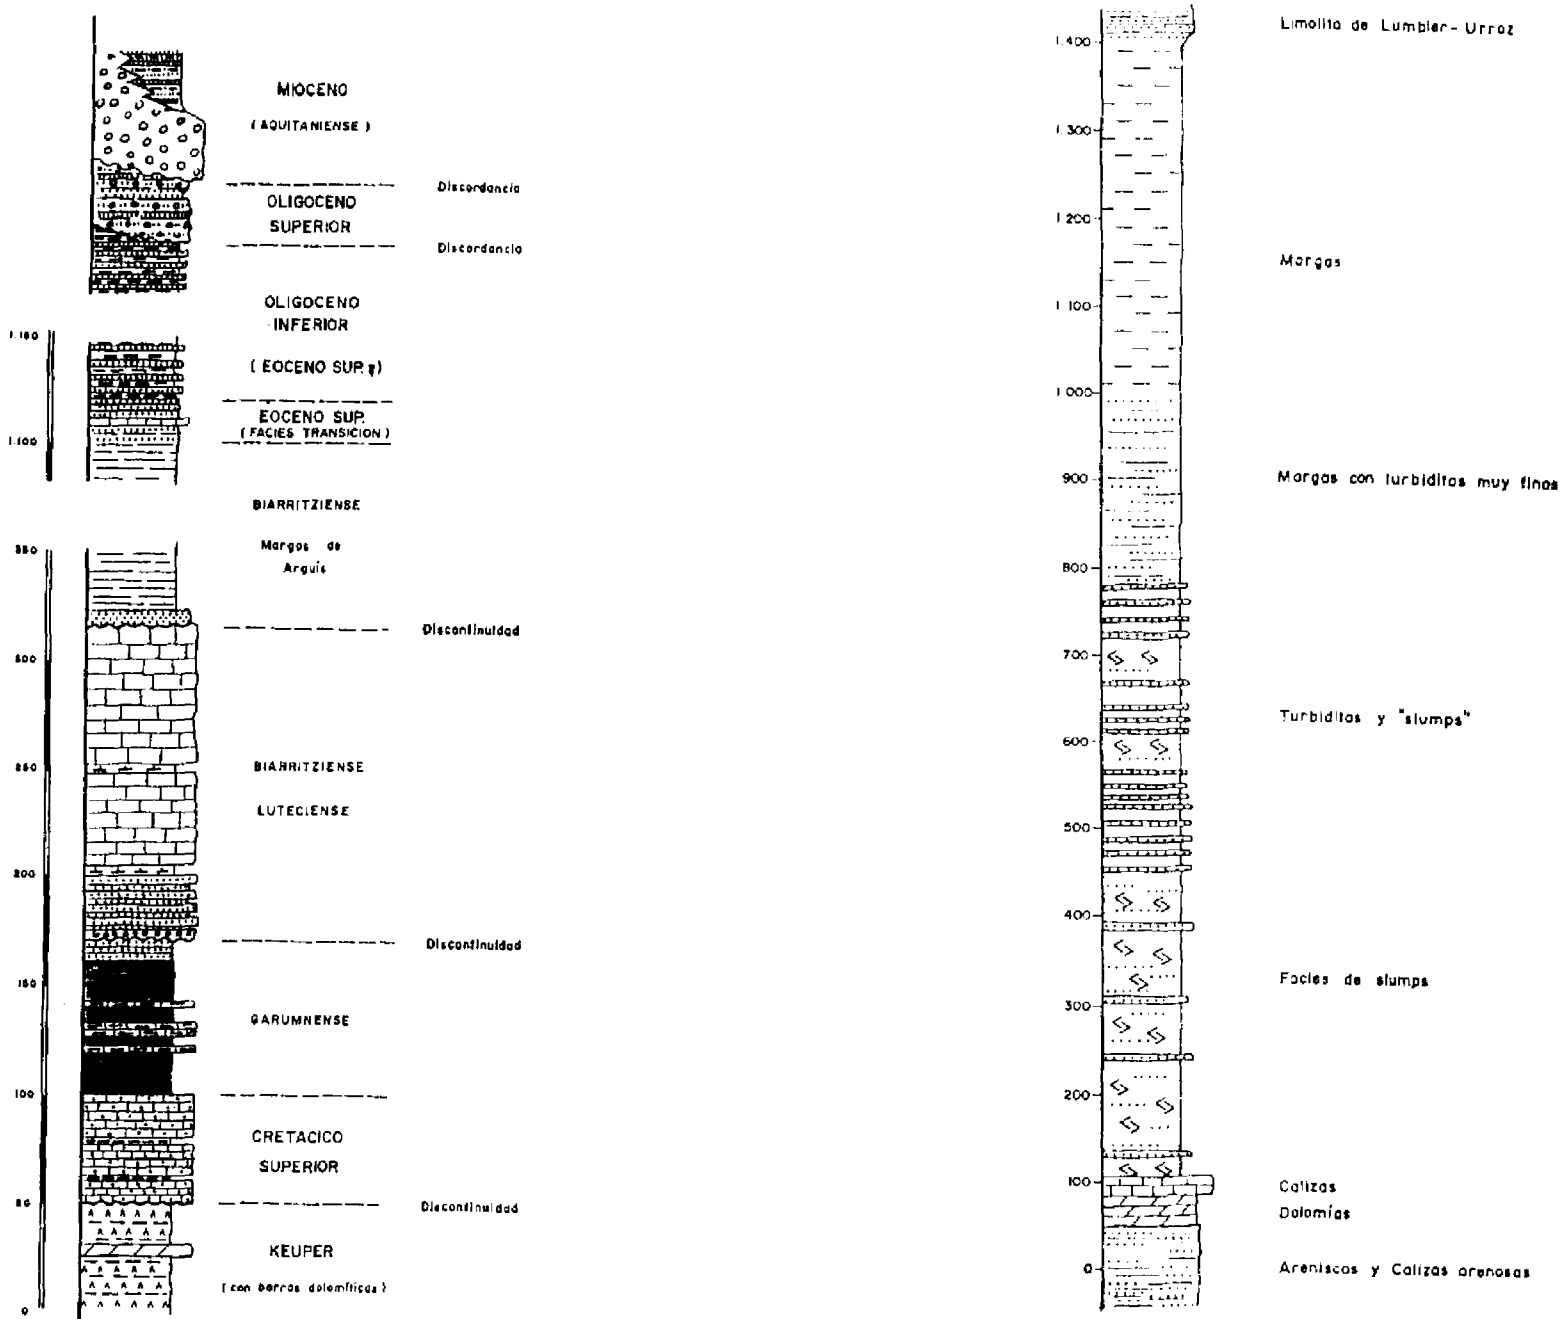 MIOCENO
(AQUITANIENSE)
Discordancia
OLIGOCENO
SUPERIOR
Discordancia
OLIGOCENO
INFERIOR
(EOCENO SUP.
EOCENO SUP.
(FACIES TRANSICION)
BIARRITZIENSE
Margas de
Arguis
Discontinuidad
BIARRITZIENSE
LUTECIENSE
Discontinuidad
GARUMNENSE
CRETACICO
SUPERIOR
Discontinuidad
KEUPER
(con barras dolomíticas)
1.100
200
150
100
0
Limolita de Lumbier-Urroz
Margas
Margas con turbiditas muy finas
Turbiditas y "slumps"
Facies de slumps
Calizas
Dolomías
Areniscas y Calizas arenosas
1.400
1.300
1.200
1.100
1.000
900
800
700
600
500
400
300
200
100
0